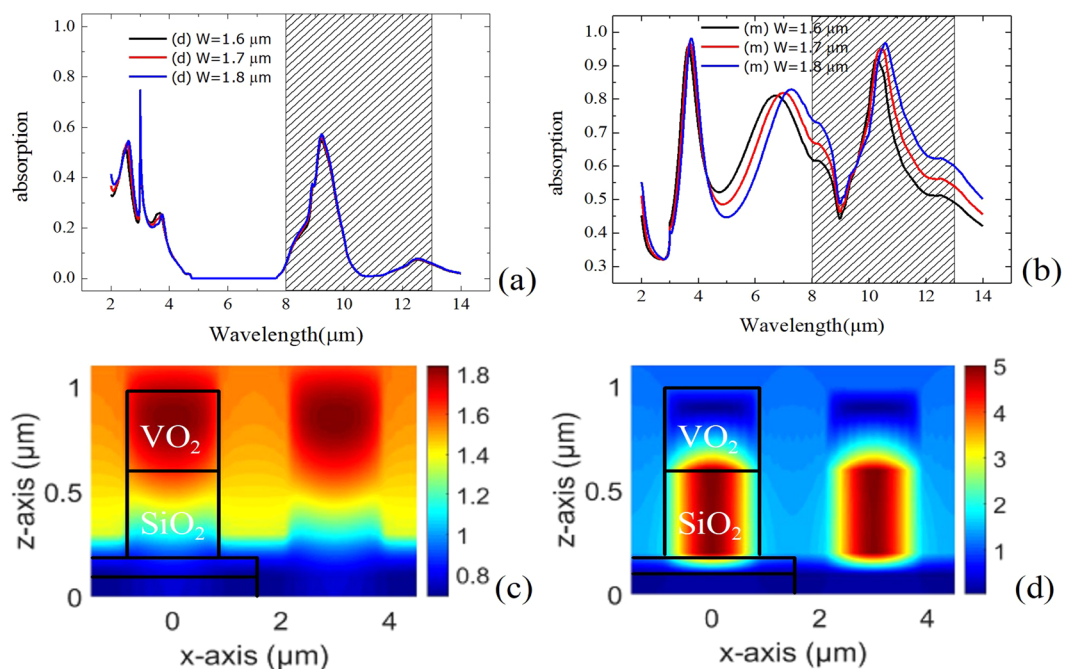 1.0
0.8
0.6
0.4
0.2
0.0
absorption
(d) W=1.6 μm
(d) W=1.7 μm
(d) W=1.8 μm
2 4 6 8 10 12 14
Wavelength(μm)
(a)
1.0
0.9
0.8
0.7
0.6
0.5
0.4
0.3
absorption
(m) W=1.6 μm
(m) W=1.7 μm
(m) W=1.8 μm
2 4 6 8 10 12 14
Wavelength(μm)
(b)
1
0.5
0
z-axis (μm)
VO2
SiO2
0 2 4
x-axis (μm)
1.8
1.6
1.4
1.2
1
0.8
(c)
1
0.5
0
z-axis (μm)
VO2
SiO2
0 2 4
x-axis (μm)
5
4
3
2
1
(d)